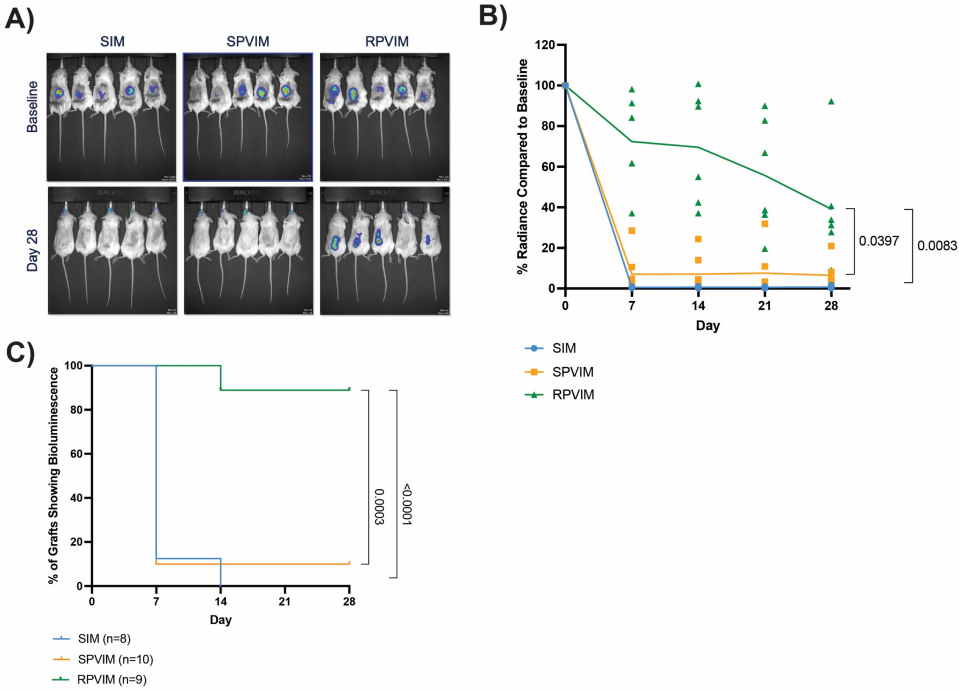 A)
SIM
SPVIM
RPVIM
Baseline
Day 28
B)
% Radiance Compared to Baseline
120
100
80
60
40
20
0
0
7
14
21
28
Day
0.0397
0.0083
SIM
SPVIM
RPVIM
C)
% of Grafts Showing Bioluminescence
100
80
60
40
20
0
0
7
14
21
28
Day
0.0003
<0.0001
SIM (n=8)
SPVIM (n=10)
RPVIM (n=9)